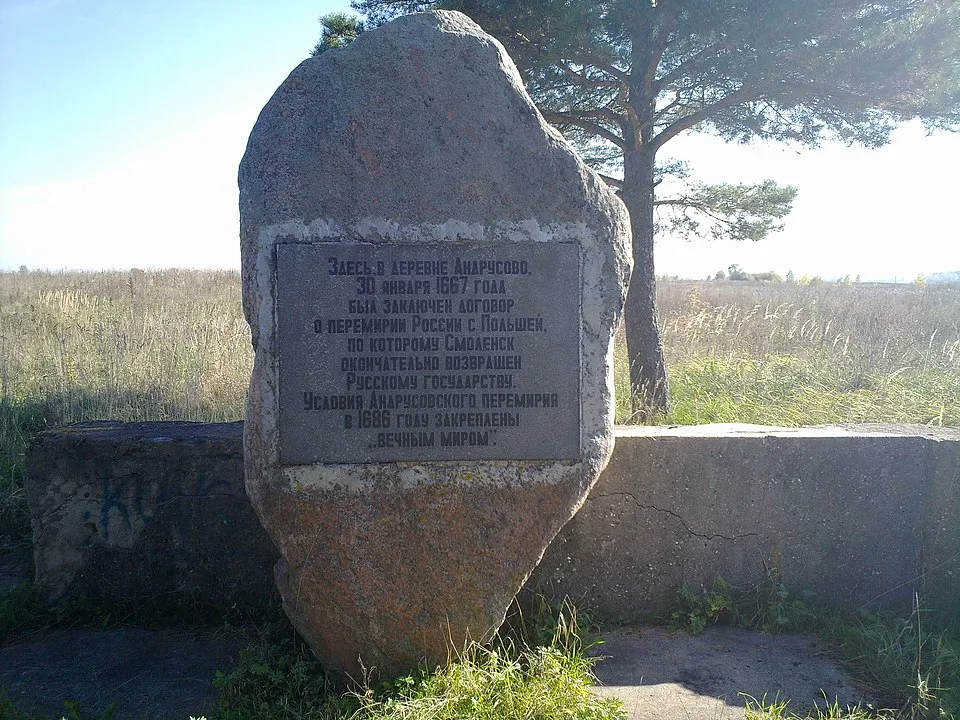 Здесь, в деревне Андрусово,
30 января 1667 года
был заключен договор
о перемирии России с Польшей,
по которому Смоленск
окончательно возвращен
Русскому государству.
Условия Андрусовского перемирия
в 1686 году закреплены
„вечным миром".